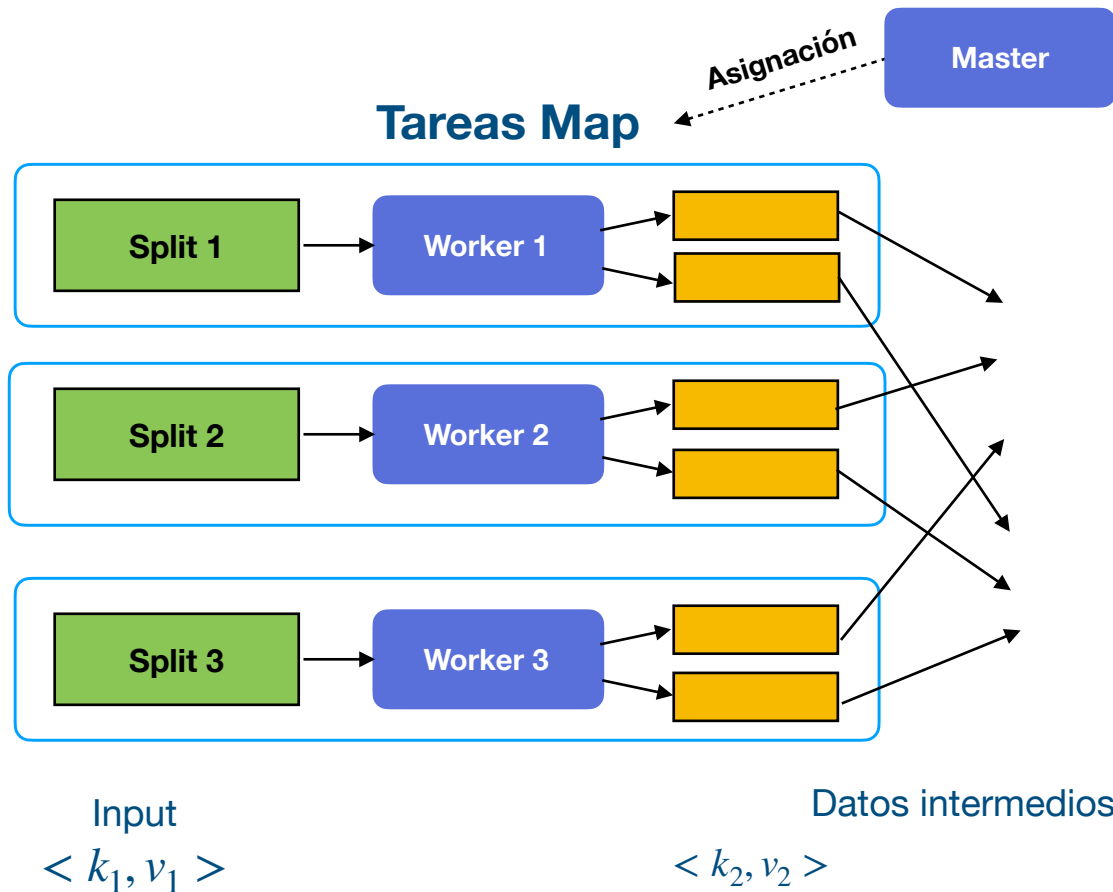 Master
Asignación
Tareas Map
Split 1
Worker 1
Split 2
Worker 2
Split 3
Worker 3
Input
Datos intermedios
< k₁, v₁ >
< k₂, v₂ >